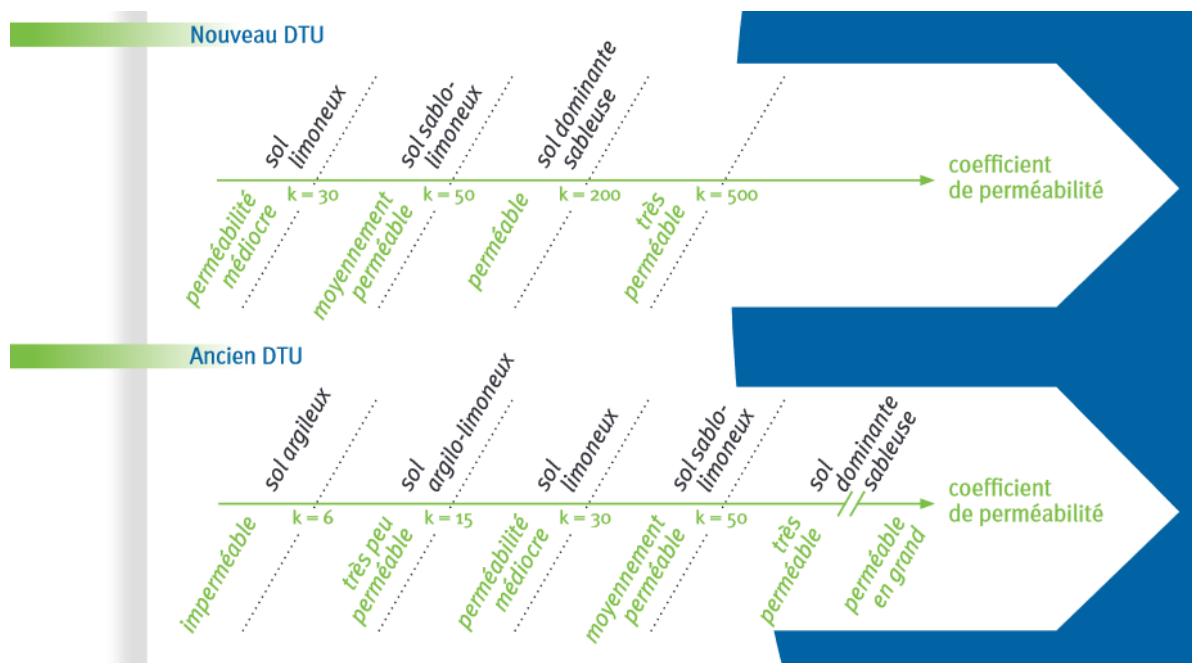 Nouveau DTU
sol
limoneux
sol sablo-
limoneux
sol dominante
sableuse
coefficient
de perméabilité
k = 30
k = 50
k = 200
k = 500
perméabilité
médiocre
moyennement
perméable
perméable
très
perméable
Ancien DTU
sol argileux
sol
argilo-limoneux
sol
limoneux
sol sablo-
limoneux
sol
dominante
sableuse
coefficient
de perméabilité
k = 6
k = 15
k = 30
k = 50
imperméable
très peu
perméable
perméabilité
médiocre
moyennement
perméable
très
perméable
perméable
en grand